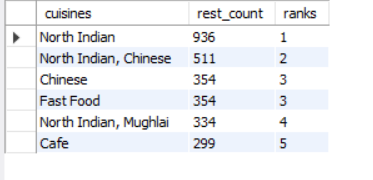 cuisines rest_count ranks
North Indian 936 1
North Indian, Chinese 511 2
Chinese 354 3
Fast Food 354 3
North Indian, Mughlai 334 4
Cafe 299 5